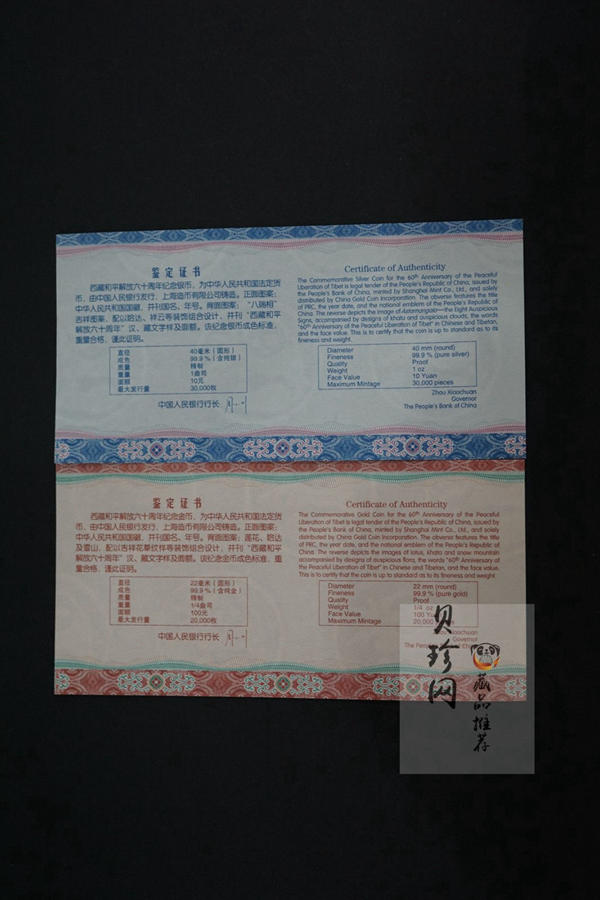 鉴定证书
西藏和平解放六十周年纪念银币，为中华人民共和国法定货
币，由中国人民银行发行，上海造币有限公司铸造。正面图案：
中华人民共和国国徽，并刊国名、年号。背面图案：“八瑞相”
吉祥图案，配以哈达、祥云等装饰组合设计，并刊“西藏和平
解放六十周年”汉、藏文字样及面额。该纪念银币成色标准，
重量合格，谨此证明。
直径 40毫米（圆形）
成色 99.9%（含纯银）
质量 精制
重量 1盎司
面额 10元
最大发行量 30,000枚
中国人民银行行长
Certificate of Authenticity
The Commemorative Silver Coin for the 60th Anniversary of the Peaceful
Liberation of Tibet is legal tender of the People's Republic of China, issued by
the People's Bank of China, minted by Shanghai Mint Co., Ltd., and solely
distributed by China Gold Coin Incorporation. The obverse features the title
of PRC, the year date, and the national emblem of the People's Republic of
China. The reverse depicts the image of Astamangala—the Eight Auspicious
Signs, accompanied by designs of khata and auspicious clouds, the words
"60th Anniversary of the Peaceful Liberation of Tibet" in Chinese and Tibetan,
and the face value. This is to certify that the coin is up to standard as to its
fineness and weight.
Diameter 40 mm (round)
Fineness 99.9 % (pure silver)
Quality Proof
Weight 1 oz
Face Value 10 Yuan
Maximum Mintage 30,000 pieces
Zhou Xiaochuan
Governor
The People's Bank of China
鉴定证书
西藏和平解放六十周年纪念金币，为中华人民共和国法定货
币，由中国人民银行发行，上海造币有限公司铸造。正面图案：
中华人民共和国国徽，并刊国名、年号。背面图案：莲花、哈达
及雪山，配以吉祥花草纹样等装饰组合设计，并刊“西藏和平
解放六十周年”汉、藏文字样及面额。该纪念金币成色标准，重
量合格，谨此证明。
直径 22毫米（圆形）
成色 99.9%（含纯金）
质量 精制
重量 1/4盎司
面额 100元
最大发行量 20,000枚
中国人民银行行长
Certificate of Authenticity
The Commemorative Gold Coin for the 60th Anniversary of the Peaceful
Liberation of Tibet is legal tender of the People's Republic of China, issued by
the People's Bank of China, minted by Shanghai Mint Co., Ltd., and solely
distributed by China Gold Coin Incorporation. The obverse features the title
of PRC, the year date, and the national emblem of the People's Republic of
China. The reverse depicts the images of lotus, khata and snow mountain
accompanied by designs of auspicious flora, the words "60th Anniversary of
the Peaceful Liberation of Tibet" in Chinese and Tibetan, and the face value.
This is to certify that the coin is up to standard as to its fineness and weight
Diameter 22 mm (round)
Fineness 99.9 % (pure gold)
Quality Proof
Weight 1/4 oz
Face Value 100 Yuan
Maximum Mintage 20,000
Zhou Xiaochuan
Governor
The People's Bank of
贝珍网
藏品推荐